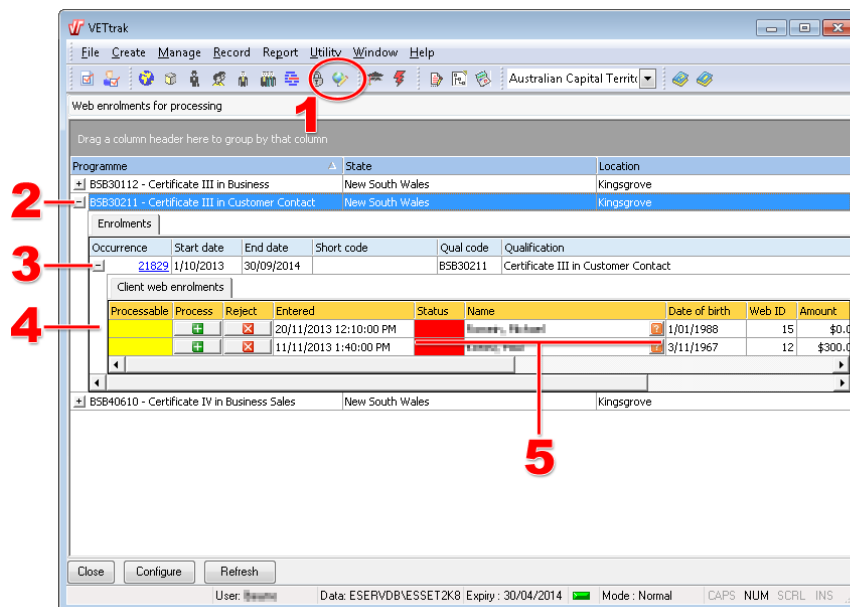 VETtrak
File Create Manage Record Report Utility Window Help
Australian Capital Territc
1
Web enrolments for processing
Drag a column header here to group by that column
Programme State Location
BSB30112 - Certificate III in Business New South Wales Kingsgrove
2
BSB30211 - Certificate III in Customer Contact New South Wales Kingsgrove
Enrolments
Occurrence Start date End date Short code Qual code Qualification
3
21829 1/10/2013 30/09/2014 BSB30211 Certificate III in Customer Contact
Client web enrolments
Processable Process Reject Entered Status Name Date of birth Web ID Amount
4
20/11/2013 12:10:00 PM 1/01/1988 15 $0.0
11/11/2013 1:40:00 PM 3/11/1967 12 $300.0
BSB40610 - Certificate IV in Business Sales New South Wales Kingsgrove
5
Close Configure Refresh
User: Data: ESERVDB\ESSET2K8 Expiry: 30/04/2014 Mode : Normal CAPS NUM SCRL INS